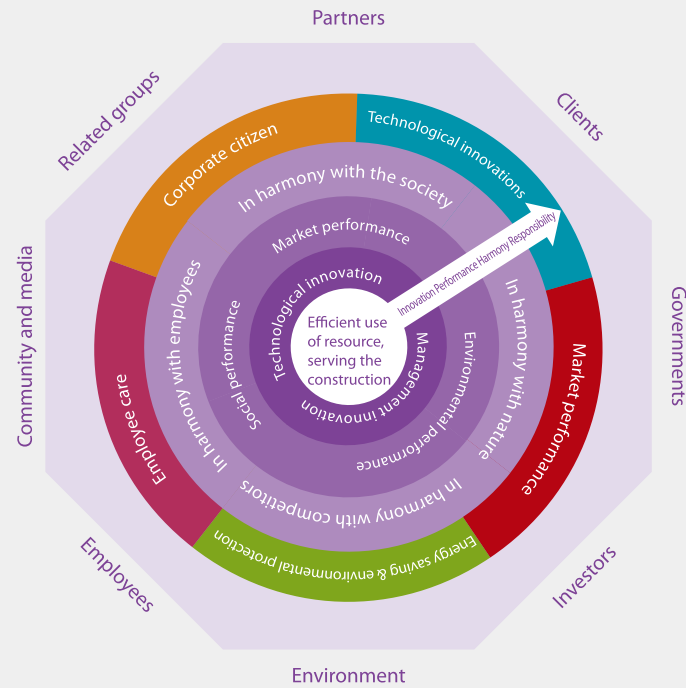 Partners
Related groups
Clients
Corporate citizen
Technological innovations
In harmony with the society
Market performance
Technological innovation
Innovation Performance Harmony Responsibility
Efficient use
of resource,
serving the
construction
Community and media
Governments
In harmony with employees
Social performance
Management innovation
Environmental performance
In harmony with nature
Market performance
Employee care
In harmony with competitors
Energy saving & environmental protection
Employees
Investors
Environment